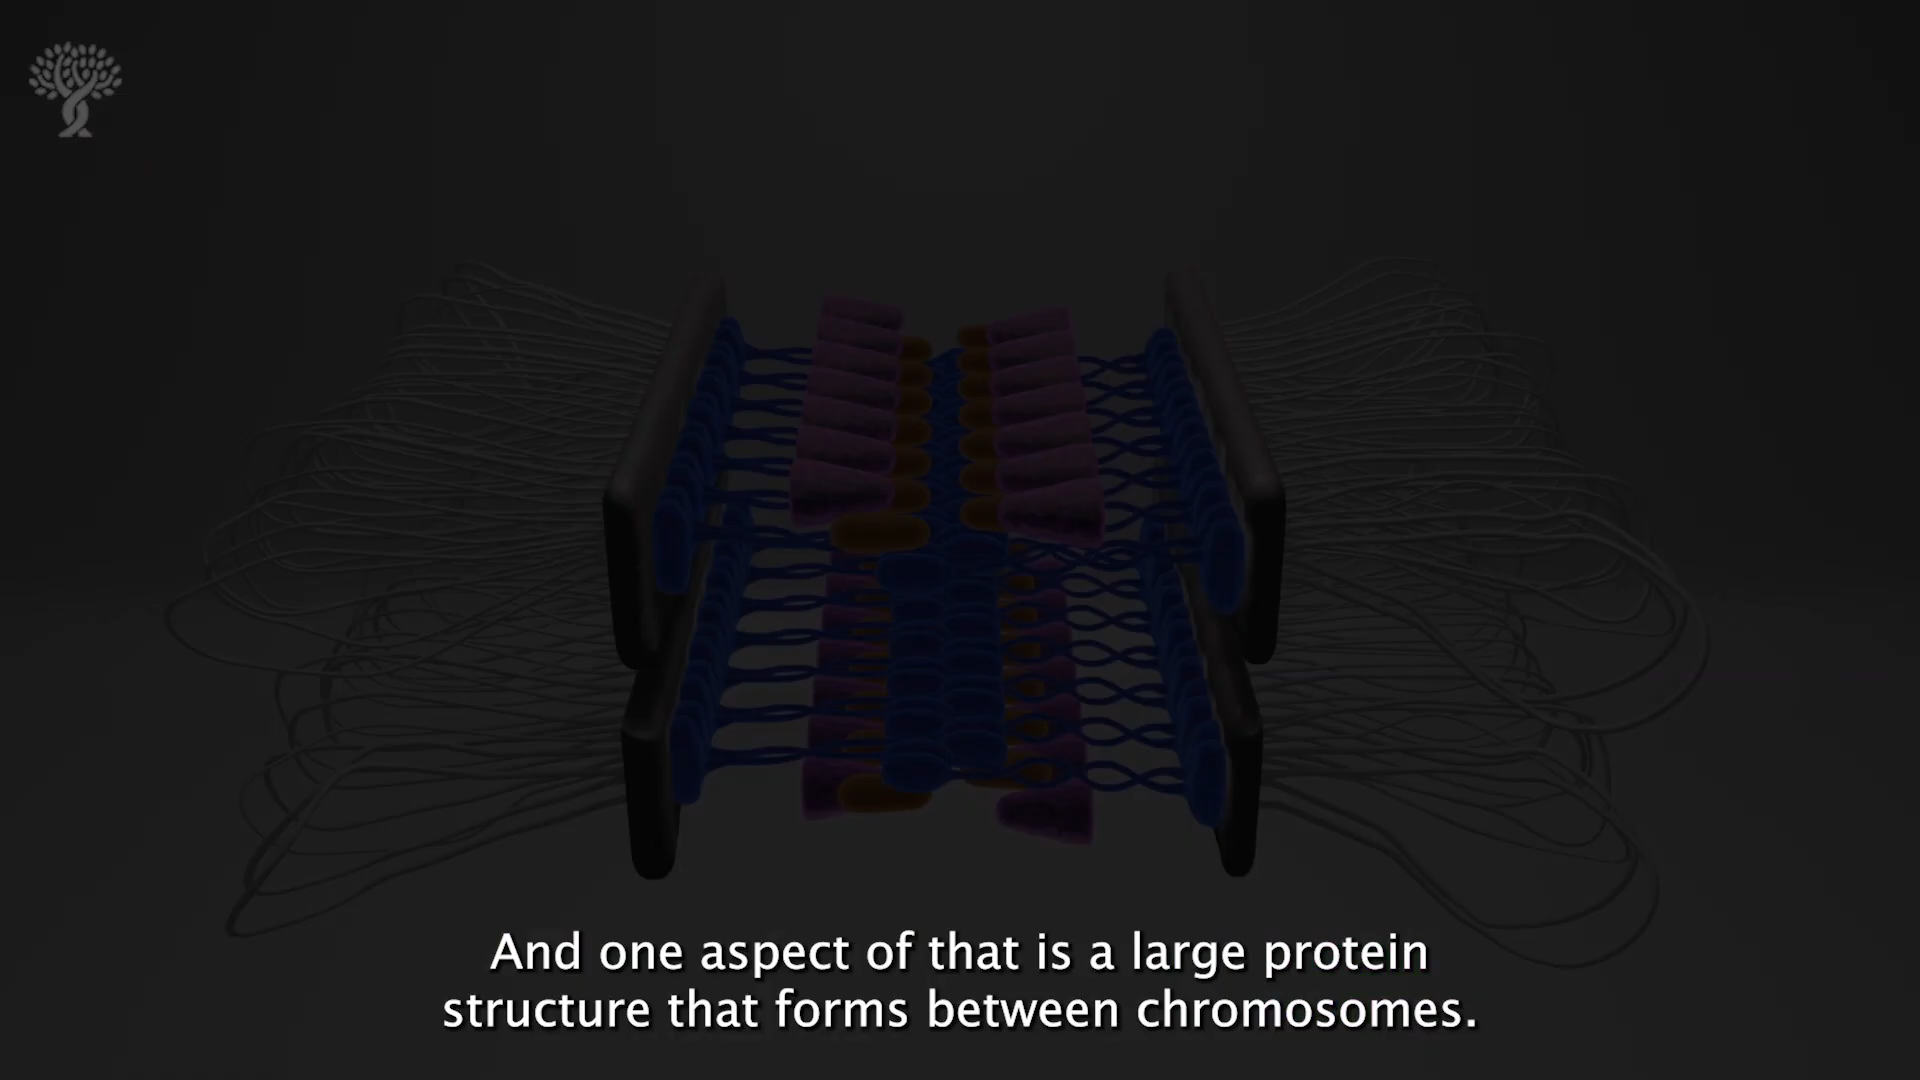 And one aspect of that is a large protein
structure that forms between chromosomes.